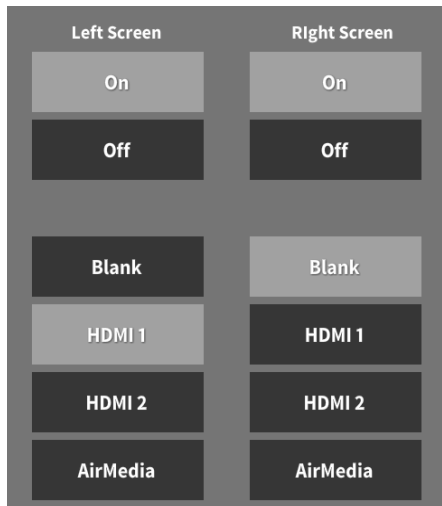 Left Screen RIght Screen
On On
Off Off
Blank Blank
HDMI 1 HDMI 1
HDMI 2 HDMI 2
AirMedia AirMedia